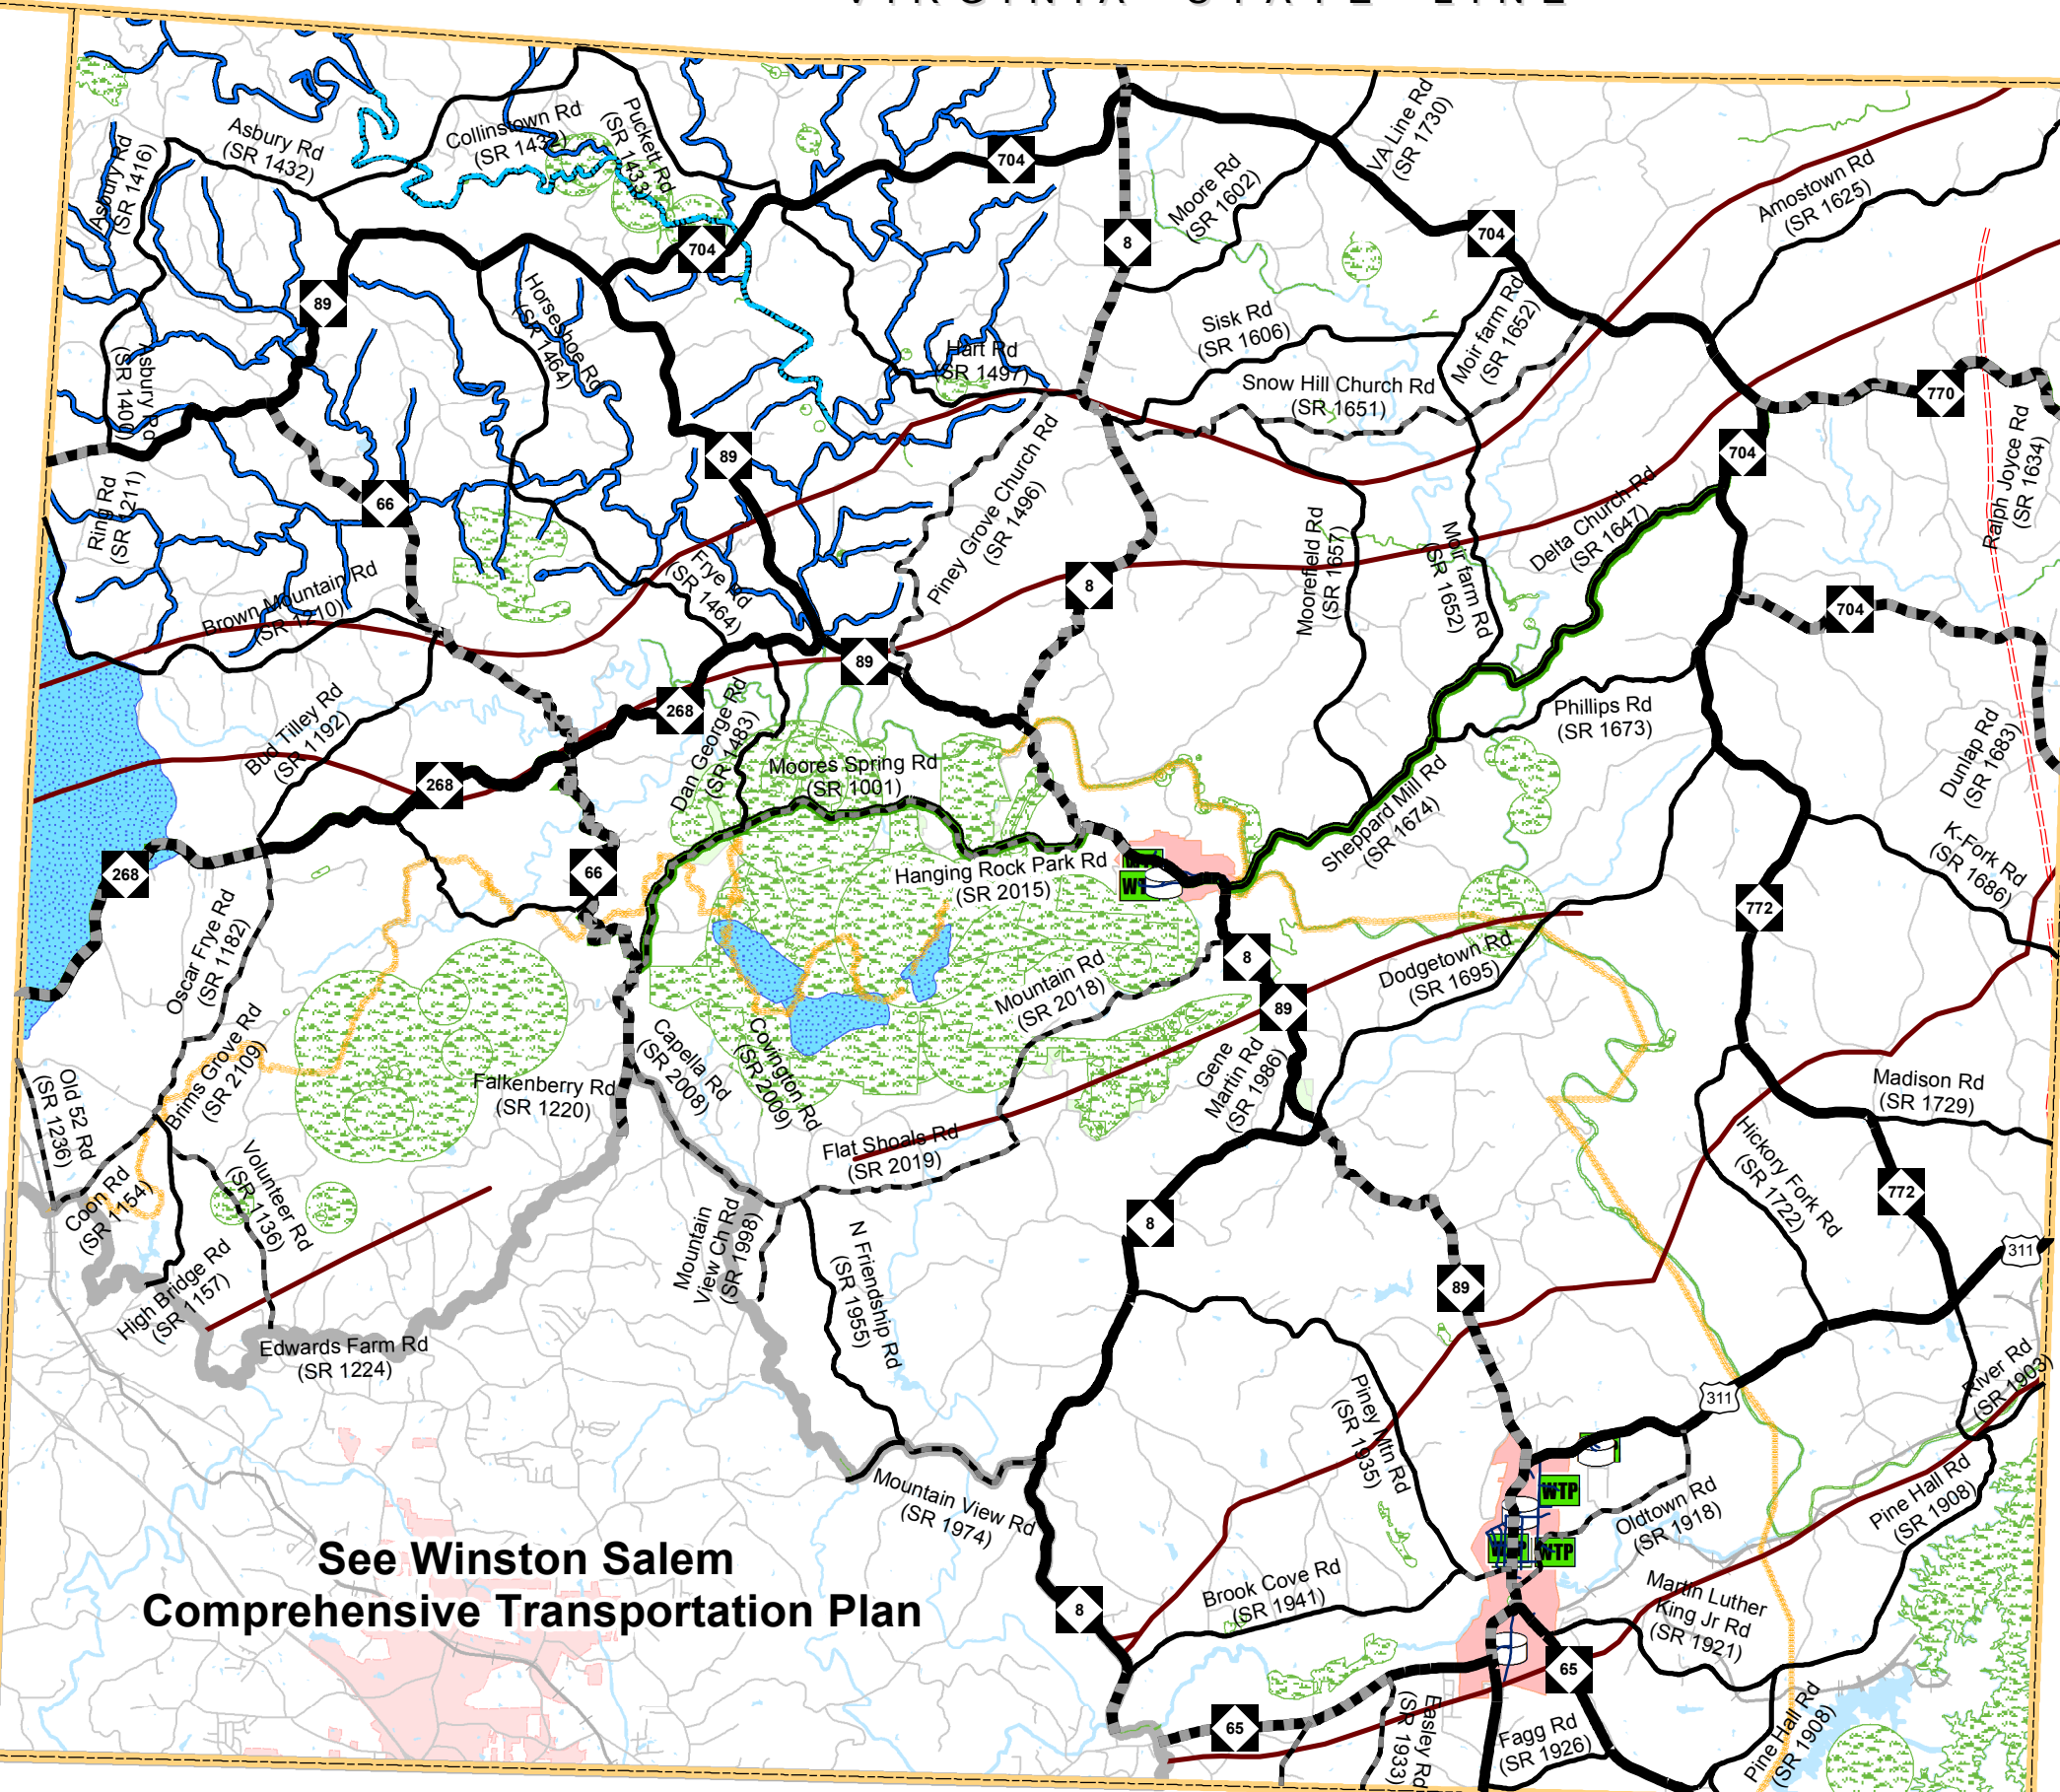 VIRGINIA STATE LINE
Asbury Rd
(SR 1416)
Asbury Rd
(SR 1432)
Collinstown Rd
(SR 1432)
Puckett Rd
(SR 1433)
704
Moore Rd
(SR 1602)
VA Line Rd
(SR 1730)
Amostown Rd
(SR 1625)
704
8
704
89
Horseshoe Rd
(SR 1464)
Sisk Rd
(SR 1606)
Moir farm Rd
(SR 1652)
Hart Rd
(SR 1497)
Asbury Rd
(SR 1400)
Snow Hill Church Rd
(SR 1651)
770
Ring Rd
(SR 1211)
66
89
Piney Grove Church Rd
(SR 1496)
704
Ralph Joyce Rd
(SR 1634)
Delta Church Rd
(SR 1647)
Moorefield Rd
(SR 1657)
Moir farm Rd
(SR 1652)
Brown Mountain Rd
(SR 1210)
Frye Rd
(SR 1464)
8
704
89
Bud Tilley Rd
(SR 1192)
268
Dan George Rd
(SR 1483)
Phillips Rd
(SR 1673)
Dunlap Rd
(SR 1683)
268
Moores Spring Rd
(SR 1001)
Sheppard Mill Rd
(SR 1674)
K-Fork Rd
(SR 1686)
268
66
Hanging Rock Park Rd
(SR 2015)
WTP
772
Oscar Frye Rd
(SR 1182)
8
Mountain Rd
(SR 2018)
Dodgetown Rd
(SR 1695)
89
Brims Grove Rd
(SR 2109)
Capella Rd
(SR 2008)
Covington Rd
(SR 2009)
Gene
Martin Rd
(SR 1986)
Old 52 Rd
(SR 1236)
Falkenberry Rd
(SR 1220)
Madison Rd
(SR 1729)
Coon Rd
(SR 1154)
Volunteer Rd
(SR 1136)
Flat Shoals Rd
(SR 2019)
Hickory Fork Rd
(SR 1722)
772
8
Mountain
View Ch Rd
(SR 1998)
N Friendship Rd
(SR 1955)
311
High Bridge Rd
(SR 1157)
89
Edwards Farm Rd
(SR 1224)
River Rd
(SR 1903)
311
Piney Mtn Rd
(SR 1935)
Mountain View Rd
(SR 1974)
WTP
Oldtown Rd
(SR 1918)
Pine Hall Rd
(SR 1908)
WTP
WTP
See Winston Salem
Comprehensive Transportation Plan
8
Brook Cove Rd
(SR 1941)
Martin Luther
King Jr Rd
(SR 1921)
65
65
Easley Rd
(SR 1933)
Fagg Rd
(SR 1926)
Pine Hall Rd
(SR 1908)